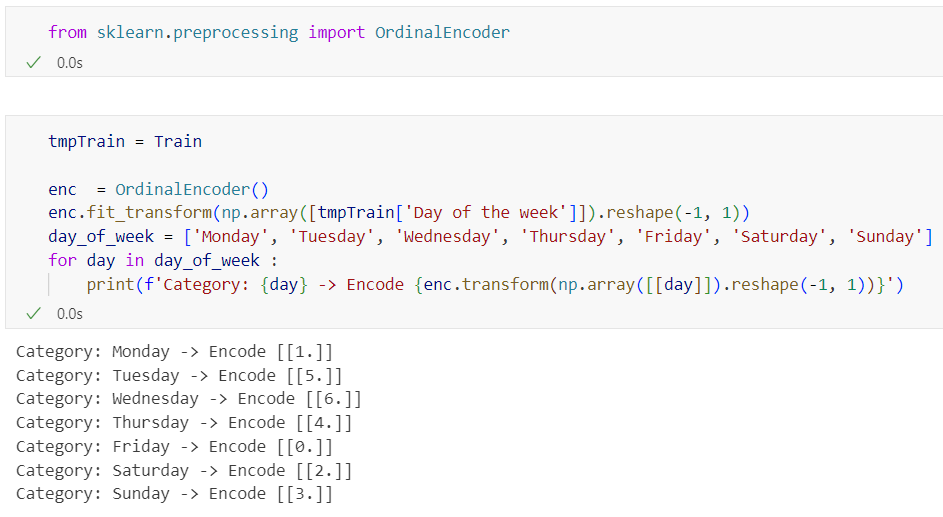 from sklearn.preprocessing import OrdinalEncoder
0.0s
tmpTrain = Train
enc  = OrdinalEncoder()
enc.fit_transform(np.array([tmpTrain['Day of the week']]).reshape(-1, 1))
day_of_week = ['Monday', 'Tuesday', 'Wednesday', 'Thursday', 'Friday', 'Saturday', 'Sunday']
for day in day_of_week :
    print(f'Category: {day} -> Encode {enc.transform(np.array([[day]]).reshape(-1, 1))}')
0.0s
Category: Monday -> Encode [[1.]]
Category: Tuesday -> Encode [[5.]]
Category: Wednesday -> Encode [[6.]]
Category: Thursday -> Encode [[4.]]
Category: Friday -> Encode [[0.]]
Category: Saturday -> Encode [[2.]]
Category: Sunday -> Encode [[3.]]